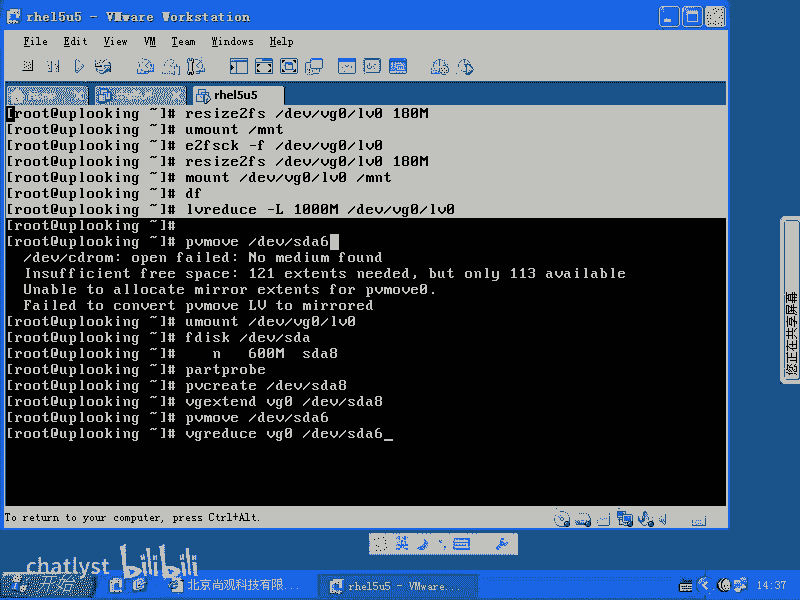 rhel5u5 - VMware Workstation
File Edit View VM Team Windows Help
rhel5u5
[root@uplooking ~]# resize2fs /dev/vg0/lv0 180M
[root@uplooking ~]# umount /mnt
[root@uplooking ~]# e2fsck -f /dev/vg0/lv0
[root@uplooking ~]# resize2fs /dev/vg0/lv0 180M
[root@uplooking ~]# mount /dev/vg0/lv0 /mnt
[root@uplooking ~]# df
[root@uplooking ~]# lvreduce -L 1000M /dev/vg0/lv0
[root@uplooking ~]#
[root@uplooking ~]# pvmove /dev/sda6
/dev/cdrom: open failed: No medium found
Insufficient free space: 121 extents needed, but only 113 available
Unable to allocate mirror extents for pvmove0.
Failed to convert pvmove LV to mirrored
[root@uplooking ~]# umount /dev/vg0/lv0
[root@uplooking ~]# fdisk /dev/sda
[root@uplooking ~]#    n   600M  sda8
[root@uplooking ~]# partprobe
[root@uplooking ~]# pvcreate /dev/sda8
[root@uplooking ~]# vgextend vg0 /dev/sda8
[root@uplooking ~]# pvmove /dev/sda6
[root@uplooking ~]# vgreduce vg0 /dev/sda6_
To return to your computer, press Ctrl+Alt.
您正在共享屏幕
英
chatlyst bilibili
开始 北京尚观科技有限... rhel5u5 - VMware... 14:37